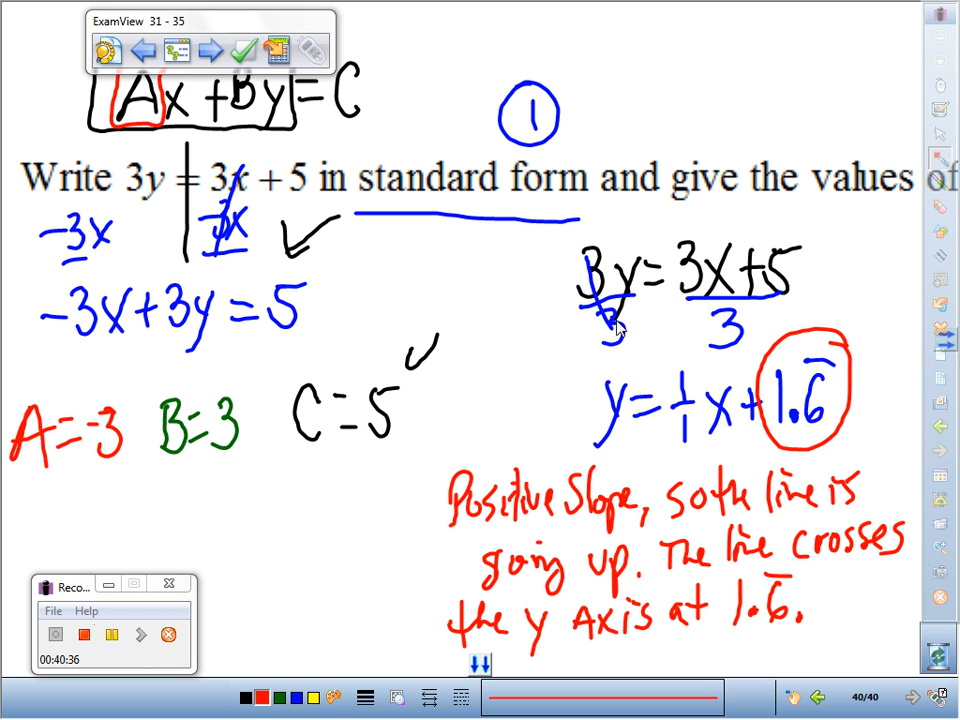 ExamView 31 - 35
Ax + By = C
1
Write 3y = 3x + 5 in standard form and give the values of
-3x -3x
-3x + 3y = 5
3y = 3x + 5
3 3
y = 1/1 x + 1.6̅
A = -3 B = 3 C = 5
Positive Slope, so the line is
going up. The line crosses
the y Axis at 1.6̅.
Reco...
File Help
00:40:36
40/40